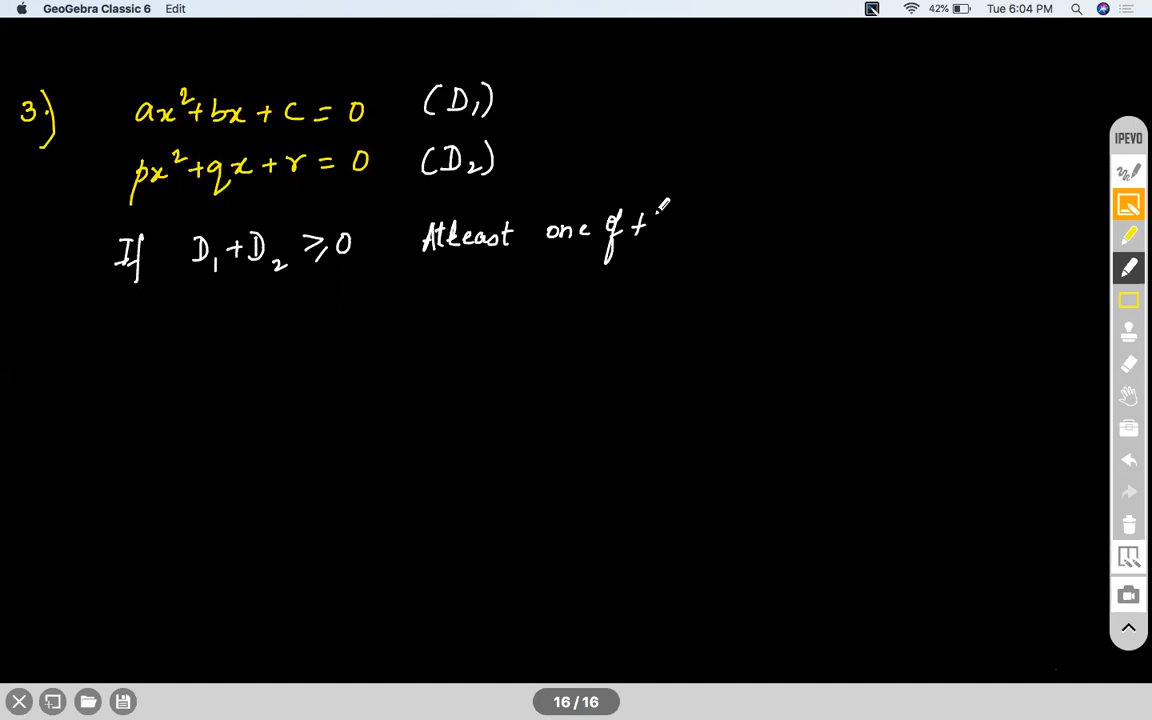 GeoGebra Classic 6 Edit 42% Tue 6:04 PM
3.) ax²+bx+c=0 (D₁)
px²+qx+r=0 (D₂)
If D₁+D₂ ≥0 Atleast one of t
IPEVO
16 / 16